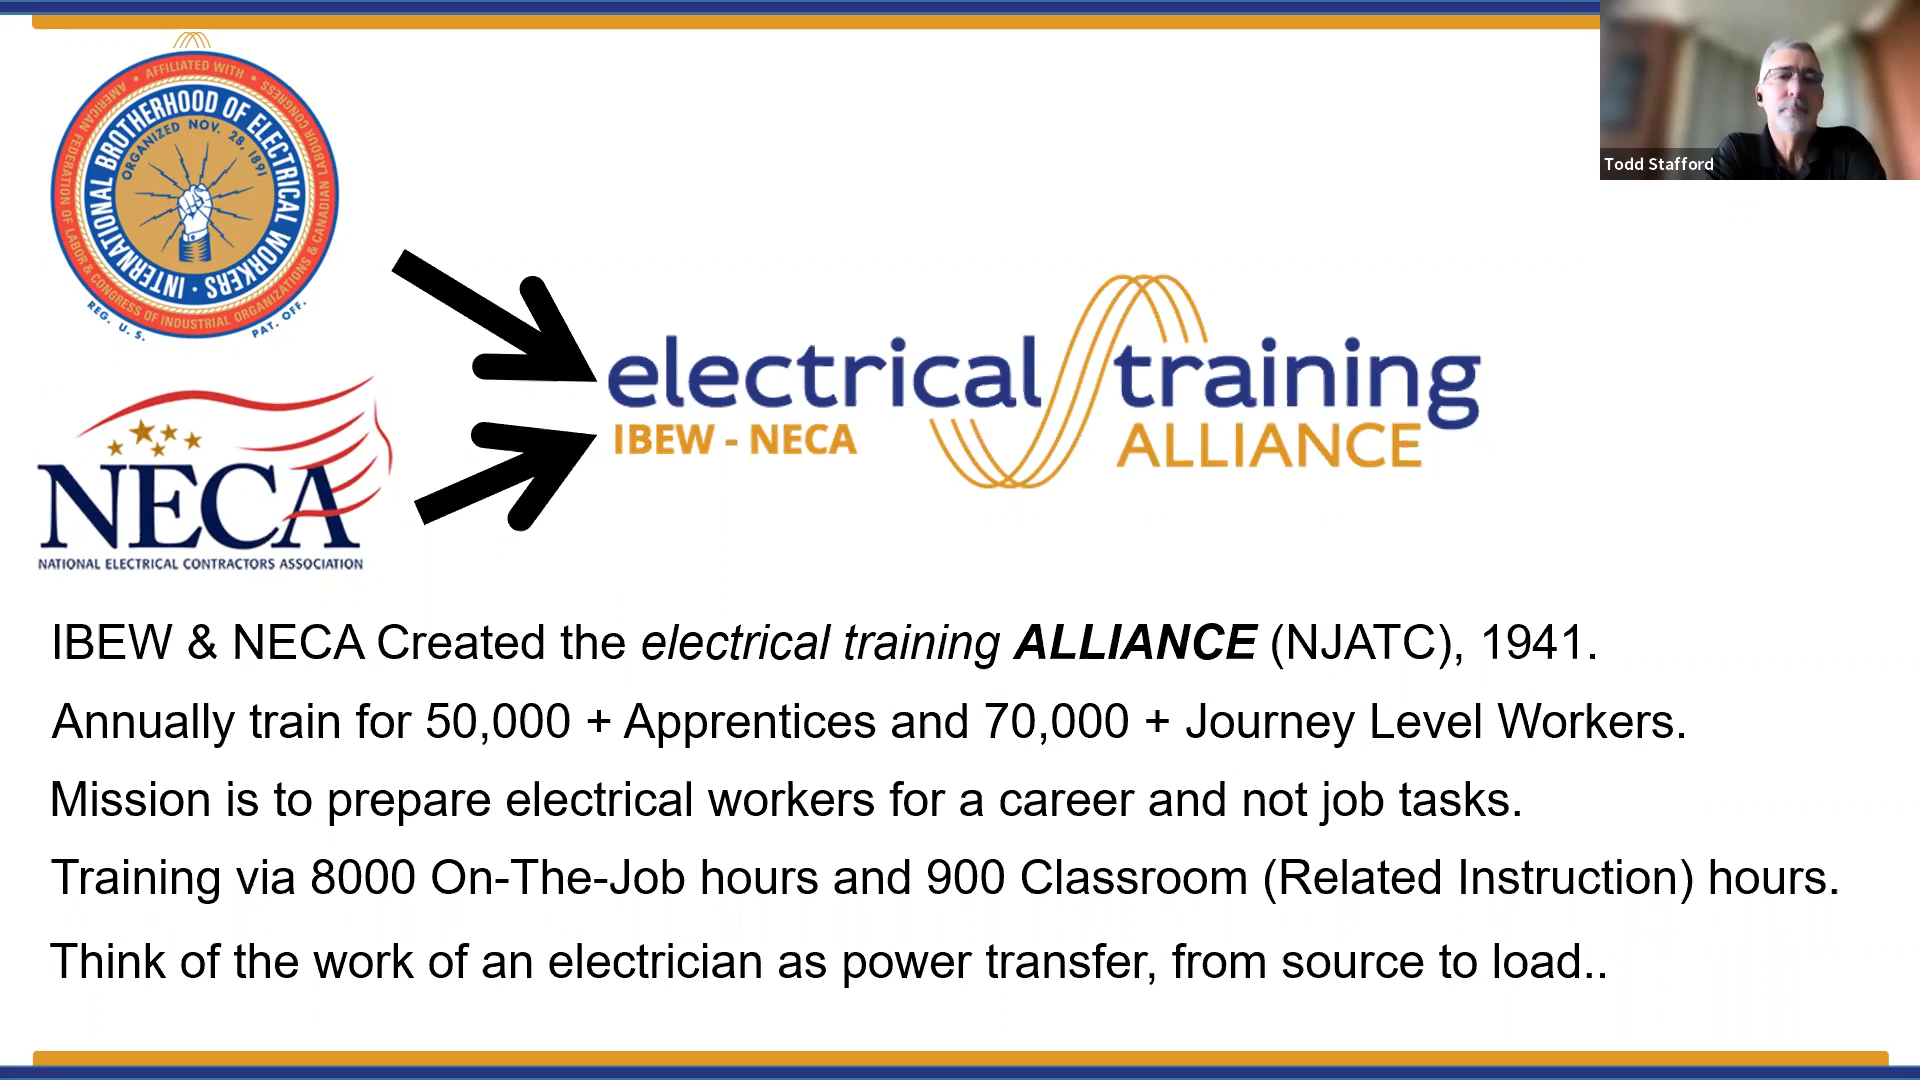 AFFILIATED WITH
AMERICAN FEDERATION OF LABOR & CONGRESS OF INDUSTRIAL ORGANIZATIONS & CANADIAN LABOUR CONGRESS
INTERNATIONAL BROTHERHOOD OF ELECTRICAL WORKERS
ORGANIZED NOV. 28, 1891
REG. U. S. PAT. OFF.
Todd Stafford
electrical training
IBEW - NECA ALLIANCE
NECA
NATIONAL ELECTRICAL CONTRACTORS ASSOCIATION
IBEW & NECA Created the electrical training ALLIANCE (NJATC), 1941.
Annually train for 50,000 + Apprentices and 70,000 + Journey Level Workers.
Mission is to prepare electrical workers for a career and not job tasks.
Training via 8000 On-The-Job hours and 900 Classroom (Related Instruction) hours.
Think of the work of an electrician as power transfer, from source to load..